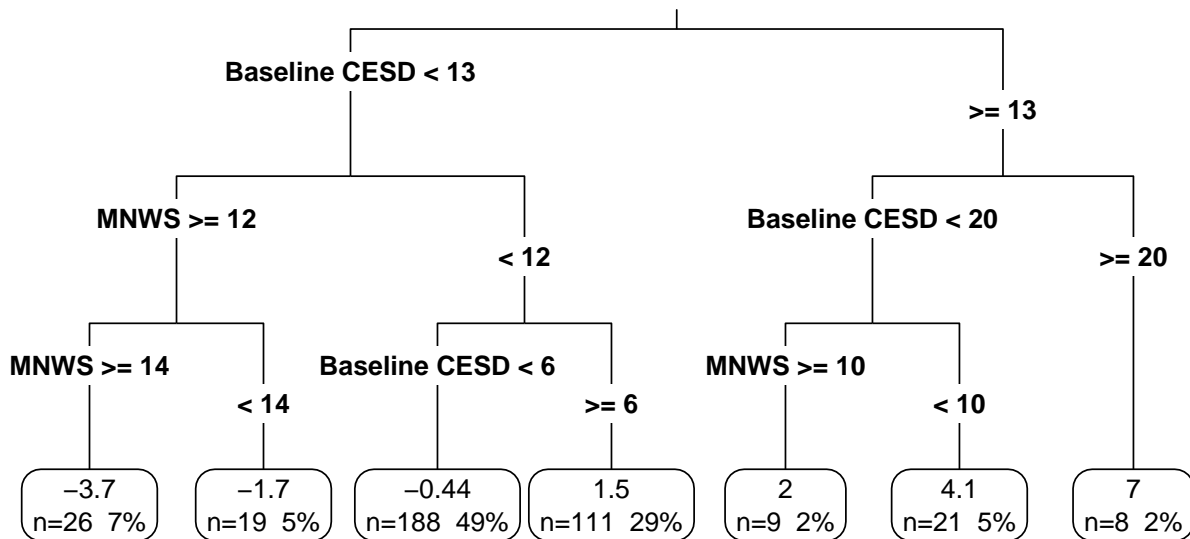 Baseline CESD < 13
>= 13
MNWS >= 12
< 12
Baseline CESD < 20
>= 20
MNWS >= 14
< 14
Baseline CESD < 6
>= 6
MNWS >= 10
< 10
−3.7
n=26 7%
−1.7
n=19 5%
−0.44
n=188 49%
1.5
n=111 29%
2
n=9 2%
4.1
n=21 5%
7
n=8 2%